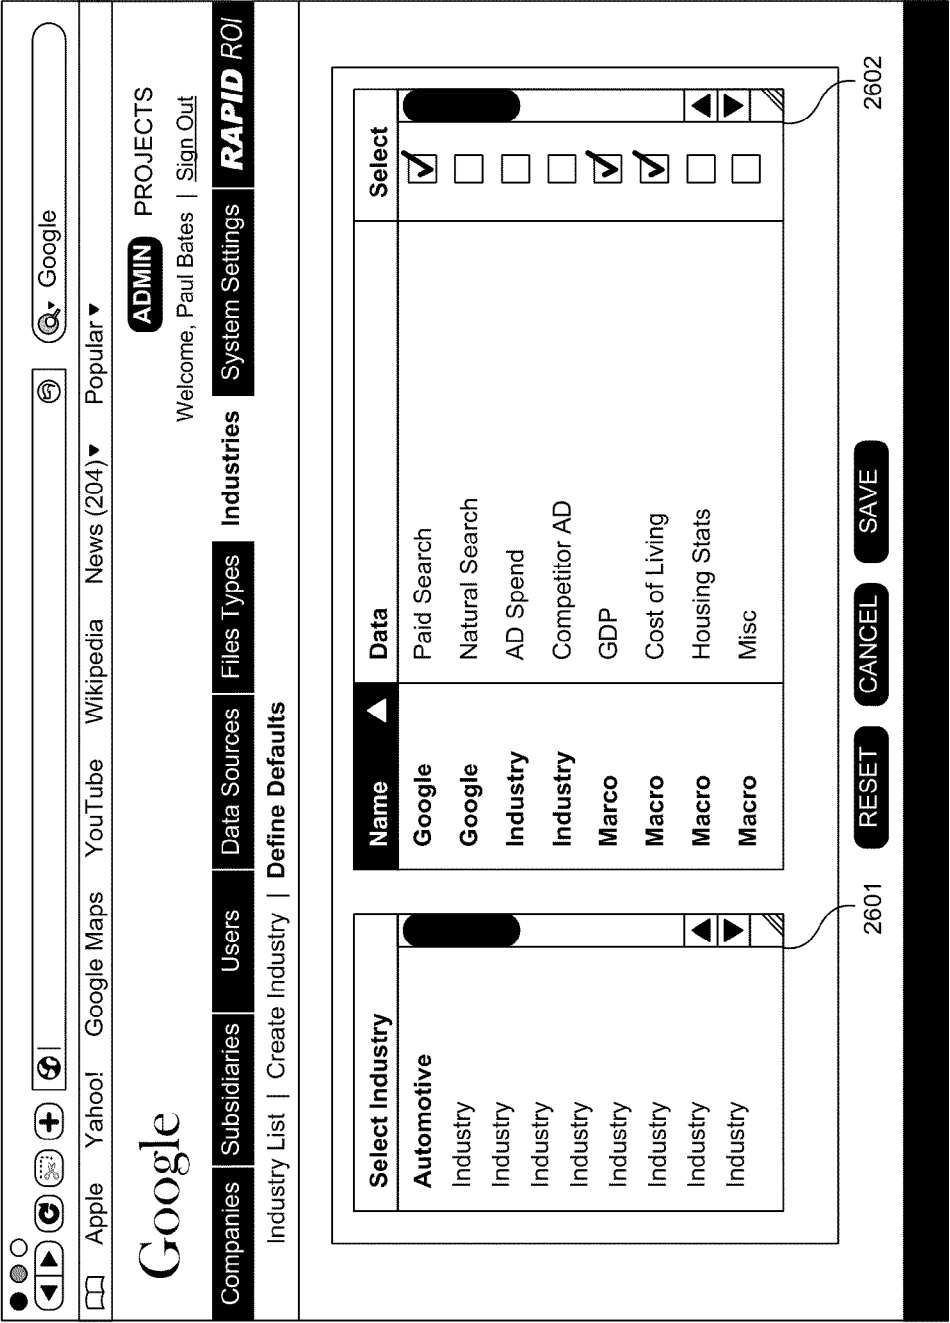 Google
Apple Yahoo! Google Maps YouTube Wikipedia News (204) Popular
Google
ADMIN PROJECTS
Welcome, Paul Bates | Sign Out
Companies Subsidiaries Users Data Sources Files Types Industries System Settings RAPID ROI
Industry List | Create Industry | Define Defaults
Select Industry
Automotive
Industry
Industry
Industry
Industry
Industry
Industry
Industry
Industry
2601
Name Data Select
Google Paid Search
Google Natural Search
Industry AD Spend
Industry Competitor AD
Marco GDP
Macro Cost of Living
Macro Housing Stats
Macro Misc
2602
RESET CANCEL SAVE